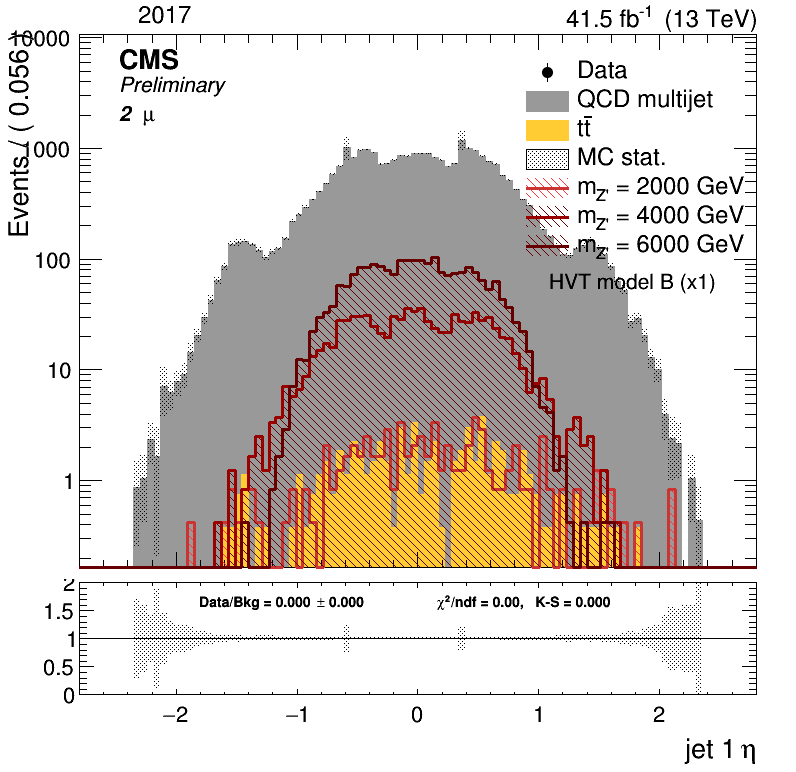 2017
41.5 fb-1 (13 TeV)
CMS
Preliminary
2 μ
Data
QCD multijet
tt̄
MC stat.
mZ' = 2000 GeV
mZ' = 4000 GeV
mZ' = 6000 GeV
HVT model B (x1)
Events / ( 0.056
10000
1000
100
10
1
Data/Bkg = 0.000 ± 0.000
χ²/ndf = 0.00, K-S = 0.000
2
1.5
1
0.5
0
−2
−1
0
1
2
jet 1 η